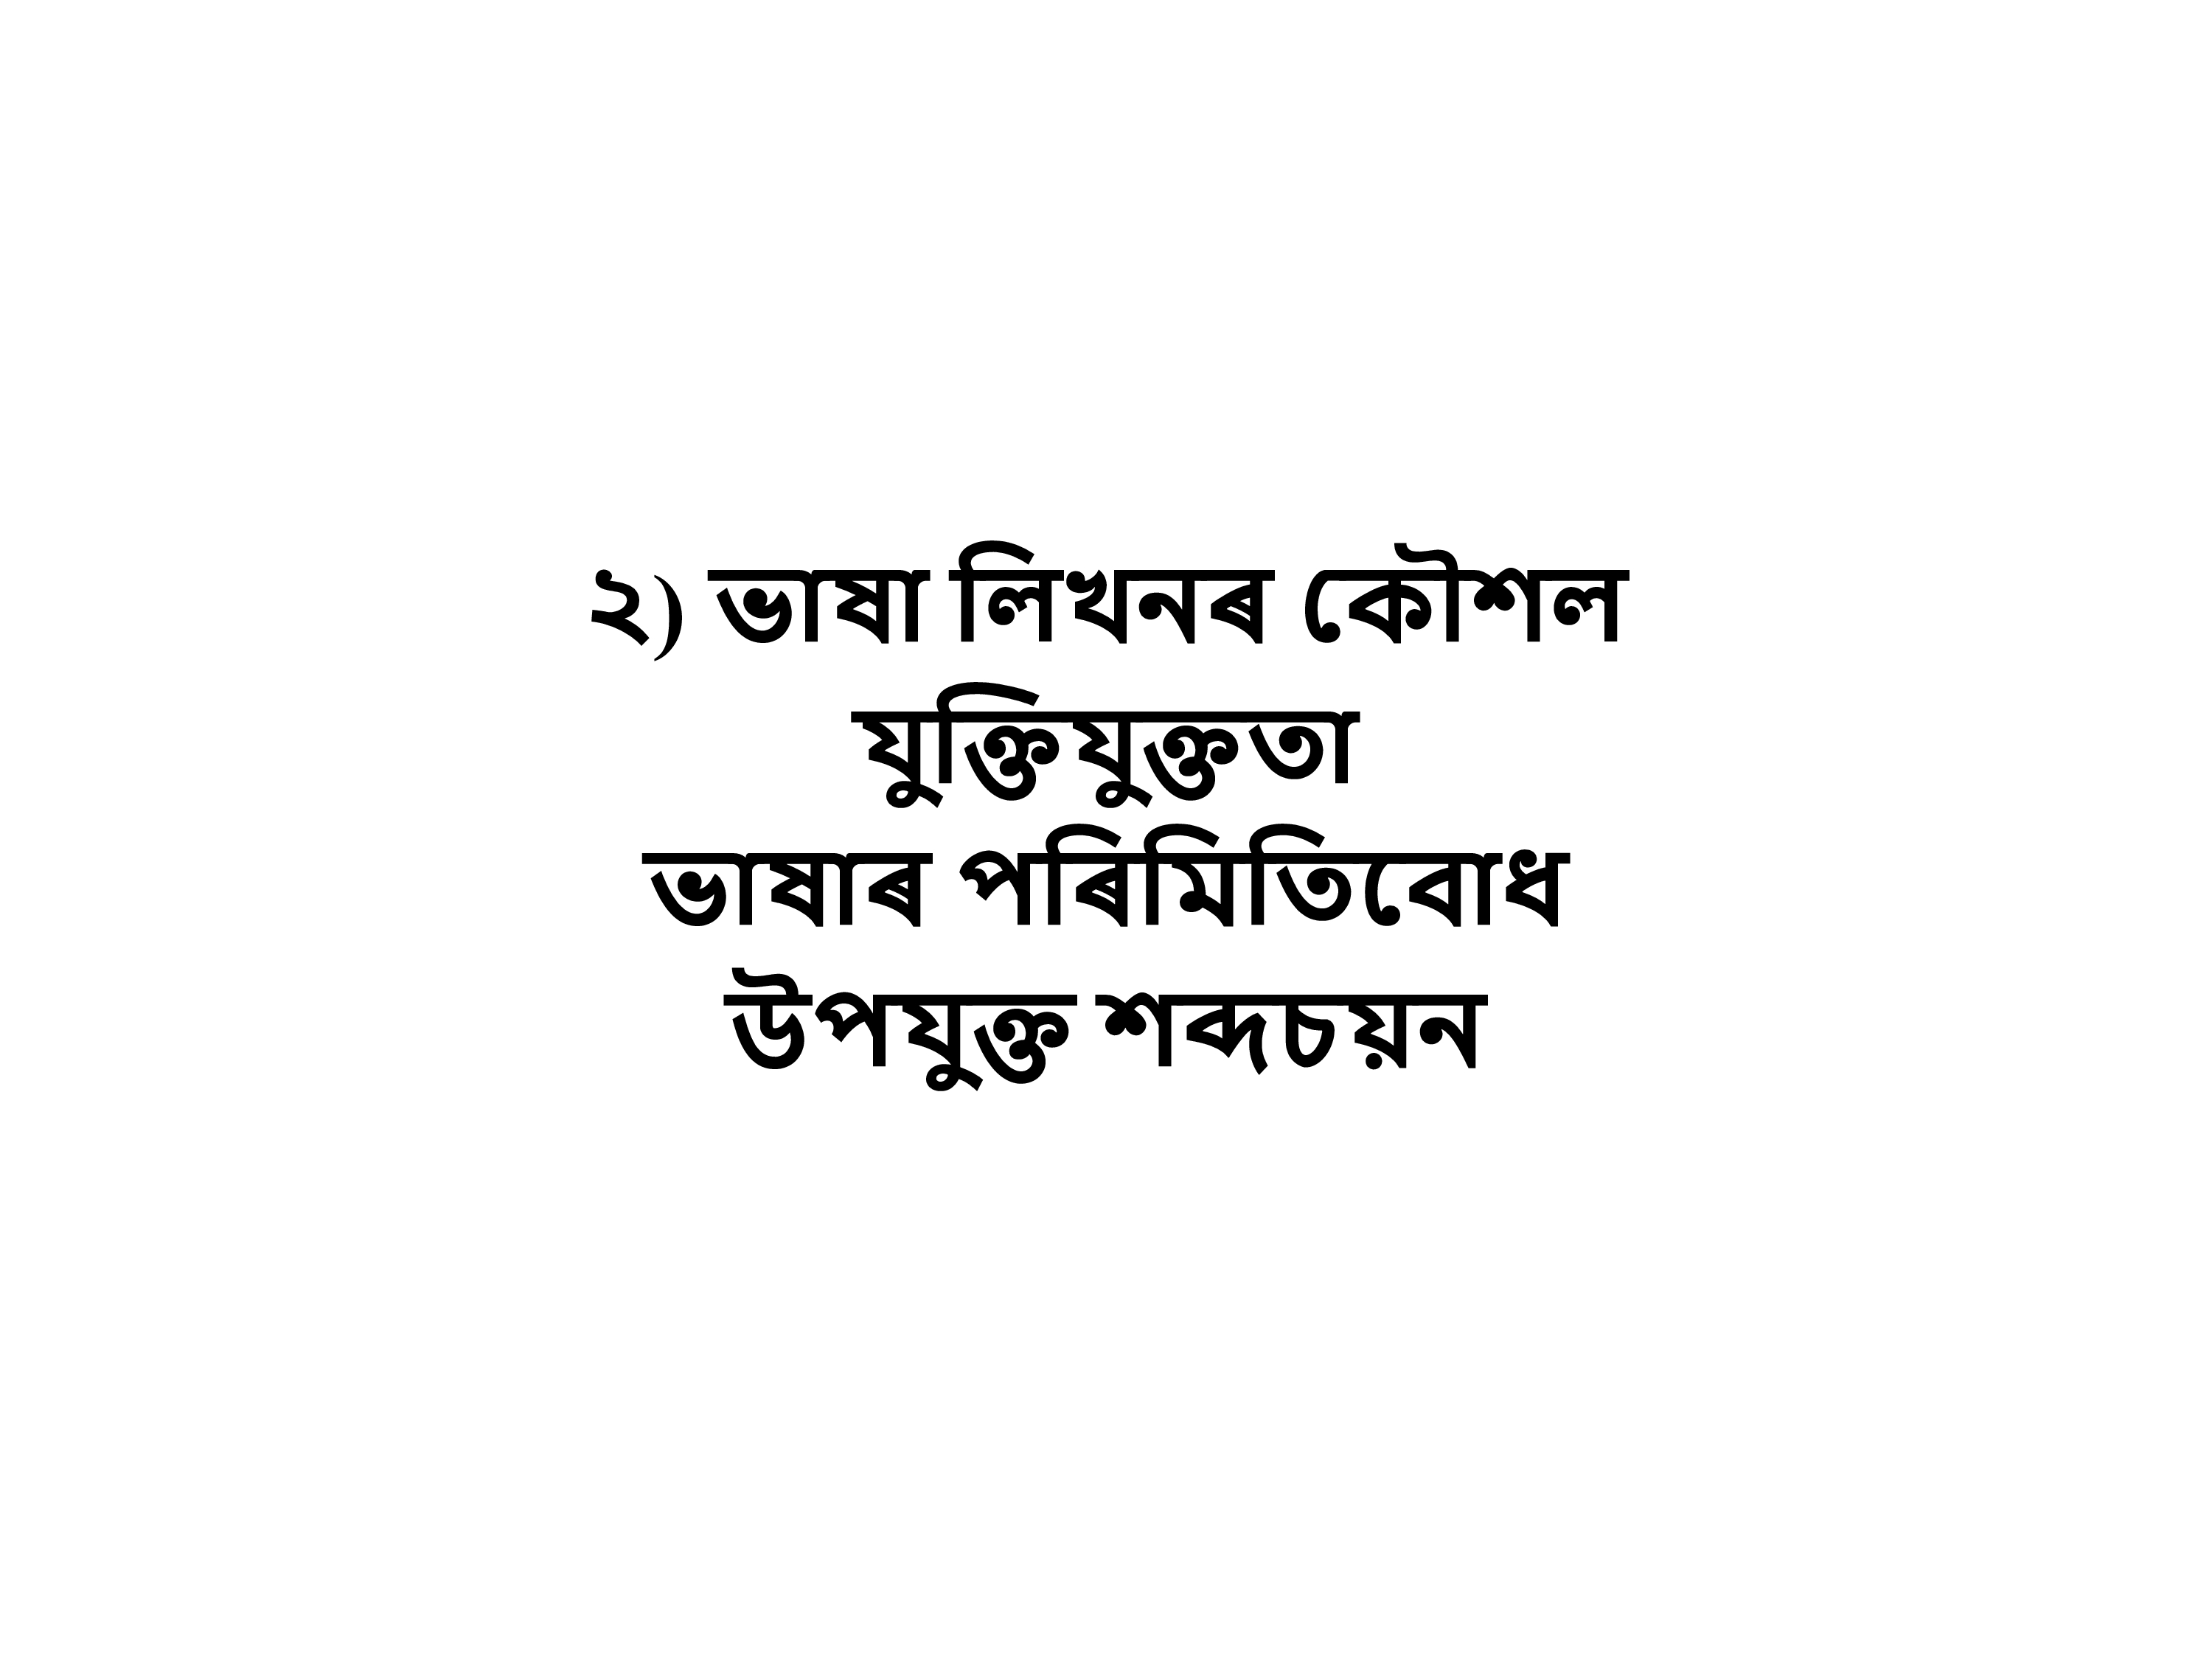 ২) ভাষা লিখনৰ কৌশল
যুক্তিযুক্ততা
ভাষাৰ পৰিমিতিবোধ
উপযুক্ত শব্দচয়ন